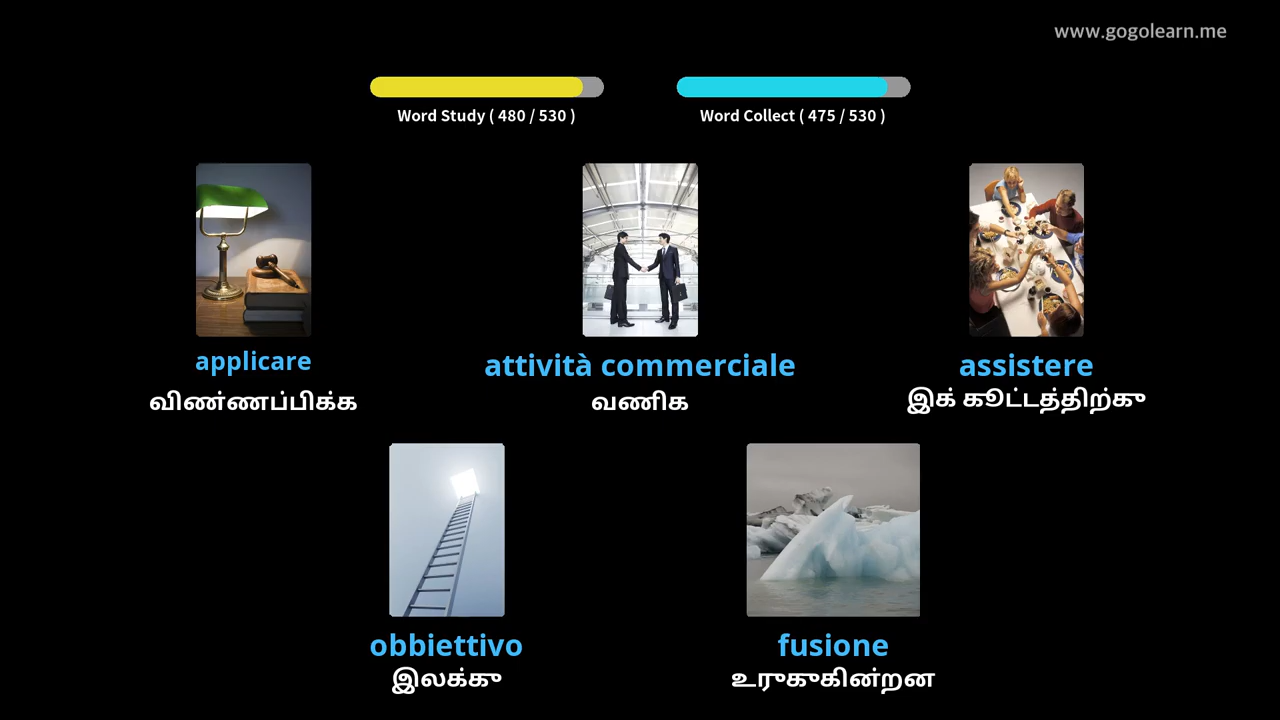 www.gogolearn.me
Word Study ( 480 / 530 )
Word Collect ( 475 / 530 )
applicare
விண்ணப்பிக்க
attività commerciale
வணிக
assistere
இக் கூட்டத்திற்கு
obbiettivo
இலக்கு
fusione
உருகுகின்றன